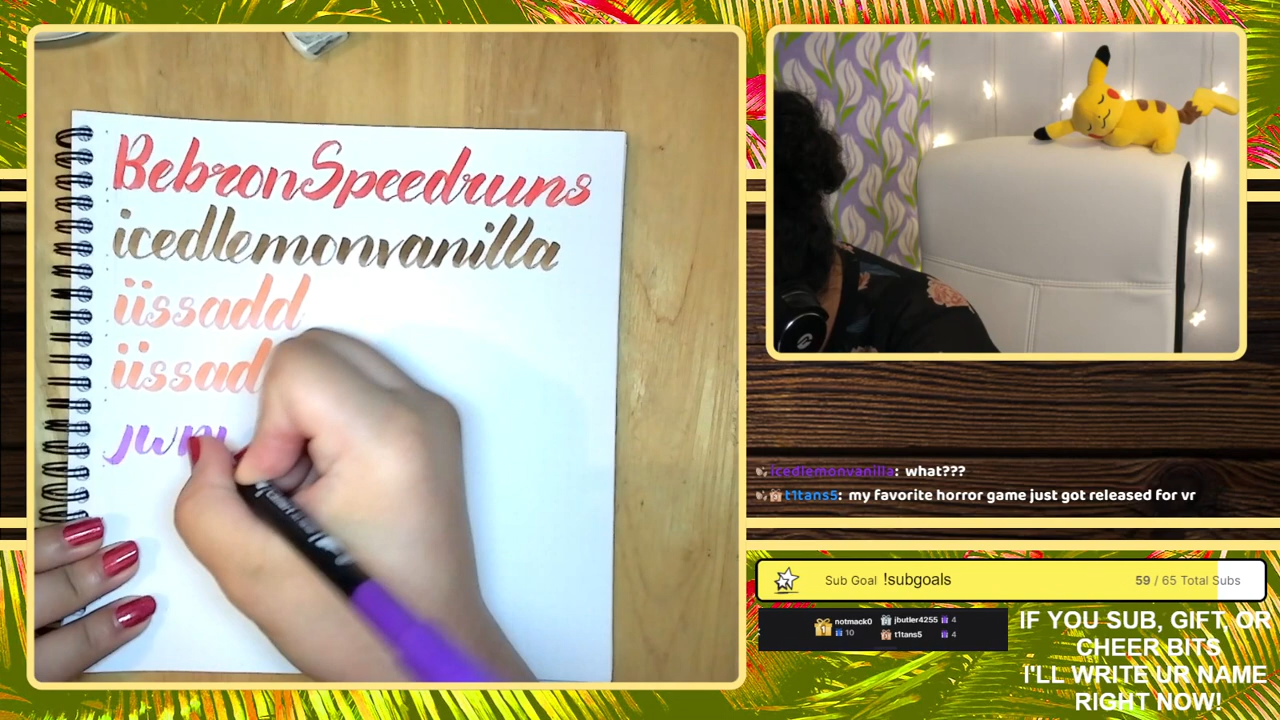 BebronSpeedruns
icedlemonvanilla
iissadd
iissad
icedlemonvanilla: what???
t1tans5: my favorite horror game just got released for vr
Sub Goal !subgoals 59 / 65 Total Subs
1 notmack0 10
jbutler4255 4
t1tans5 4
IF YOU SUB, GIFT, OR
CHEER BITS
I'LL WRITE UR NAME
RIGHT NOW!